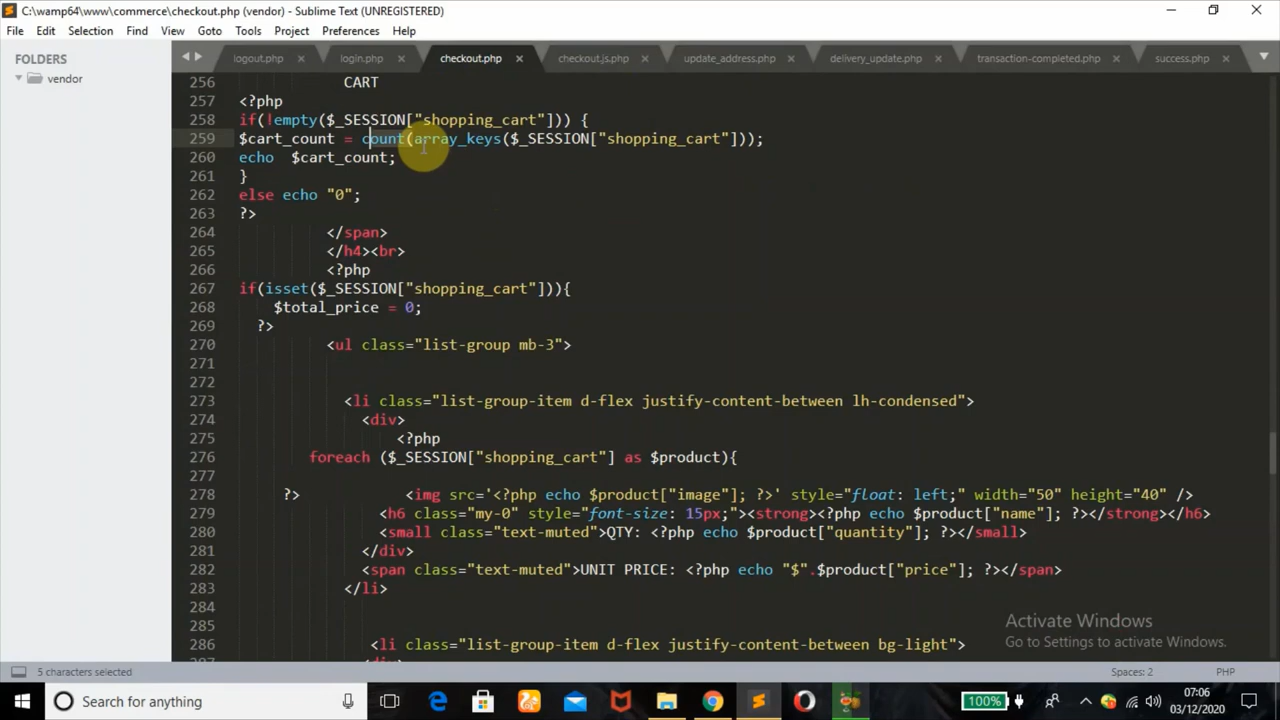 C:\wamp64\www\commerce\checkout.php (vendor) - Sublime Text (UNREGISTERED)
File Edit Selection Find View Goto Tools Project Preferences Help
FOLDERS
vendor
logout.php × login.php × checkout.php × checkout.js.php × update_address.php × delivery_update.php × transaction-completed.php × success.php ×
256 CART
257 <?php
258 if(!empty($_SESSION["shopping_cart"])) {
259 $cart_count = count(array_keys($_SESSION["shopping_cart"]));
260 echo  $cart_count;
261 }
262 else echo "0";
263 ?>
264 </span>
265 </h4><br>
266 <?php
267 if(isset($_SESSION["shopping_cart"])){
268 $total_price = 0;
269 ?>
270 <ul class="list-group mb-3">
271
272
273 <li class="list-group-item d-flex justify-content-between lh-condensed">
274 <div>
275 <?php
276 foreach ($_SESSION["shopping_cart"] as $product){
277
278 ?> <img src='<?php echo $product["image"]; ?>' style="float: left;" width="50" height="40" />
279 <h6 class="my-0" style="font-size: 15px;"><strong><?php echo $product["name"]; ?></strong></h6>
280 <small class="text-muted">QTY: <?php echo $product["quantity"]; ?></small>
281 </div>
282 <span class="text-muted">UNIT PRICE: <?php echo "$".$product["price"]; ?></span>
283 </li>
284
285
286 <li class="list-group-item d-flex justify-content-between bg-light">
Activate Windows
Go to Settings to activate Windows.
5 characters selected
Spaces: 2
PHP
Search for anything
100%
07:06
03/12/2020